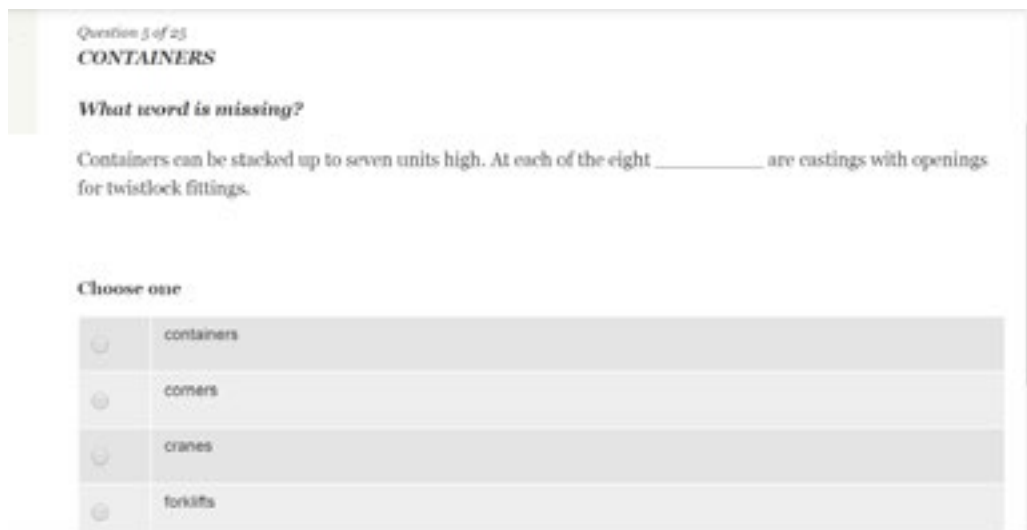 Question 5 of 25
CONTAINERS
What word is missing?
Containers can be stacked up to seven units high. At each of the eight __________ are castings with openings
for twistlock fittings.
Choose one
containers
corners
cranes
forklifts